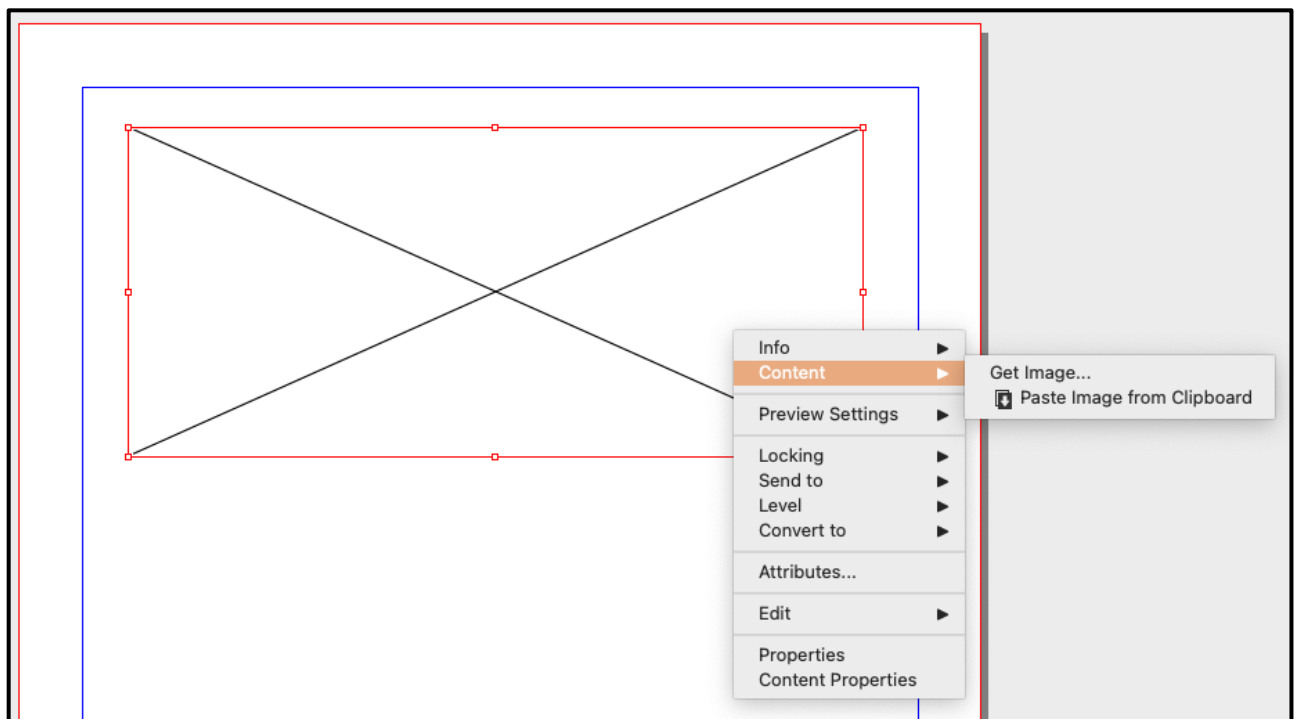 Info
Content
Get Image...
Paste Image from Clipboard
Preview Settings
Locking
Send to
Level
Convert to
Attributes...
Edit
Properties
Content Properties